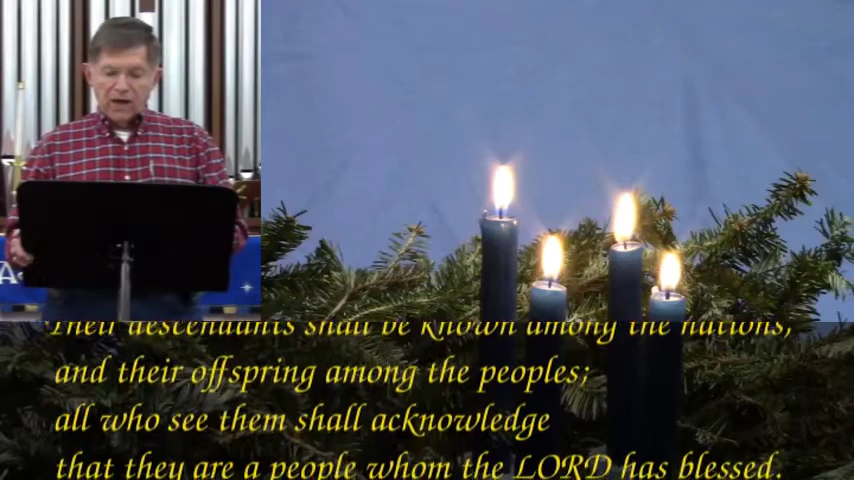 Their descendants shall be known among the nations,
and their offspring among the peoples;
all who see them shall acknowledge
that they are a people whom the LORD has blessed.